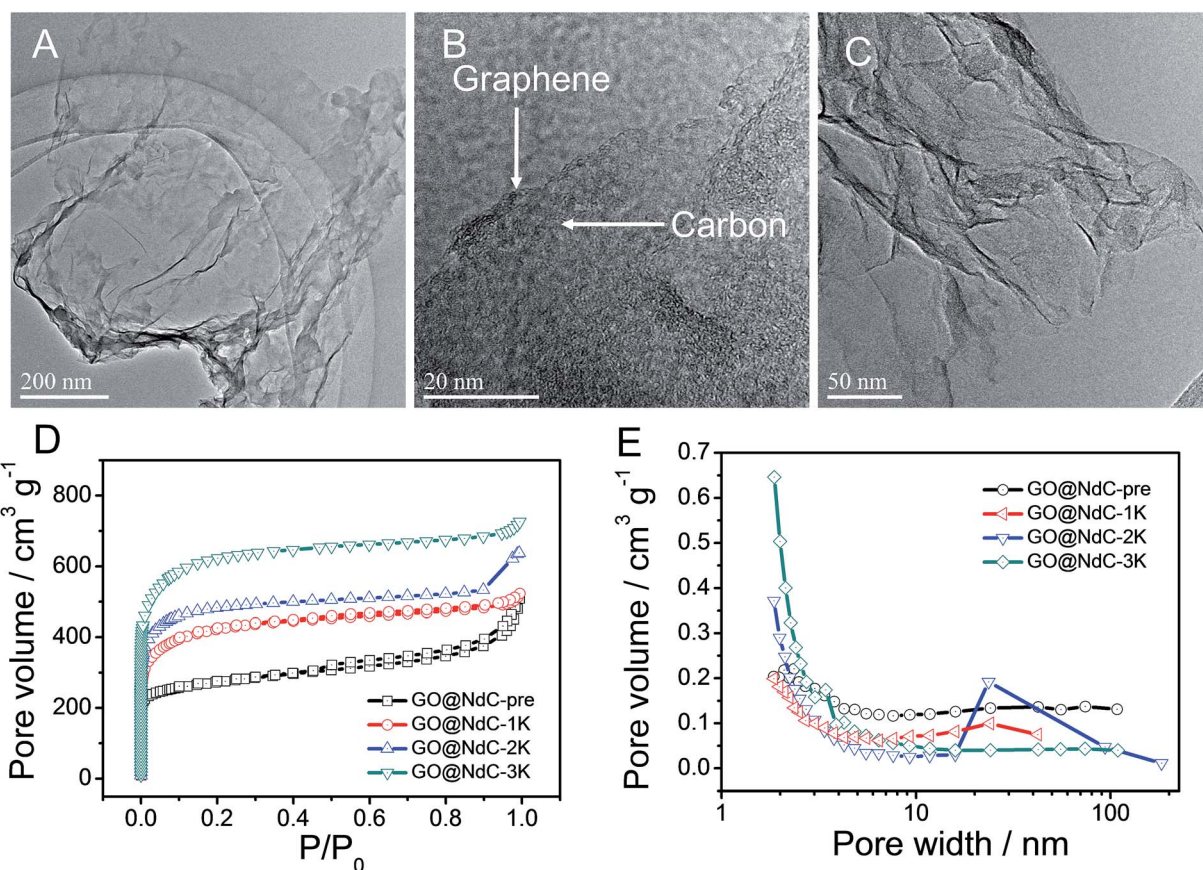 A
200 nm
B
Graphene
Carbon
20 nm
C
50 nm
D
Pore volume / cm³ g⁻¹
800
600
400
200
0
GO@NdC-pre
GO@NdC-1K
GO@NdC-2K
GO@NdC-3K
0.0 0.2 0.4 0.6 0.8 1.0
P/P₀
E
Pore volume / cm³ g⁻¹
0.7
0.6
0.5
0.4
0.3
0.2
0.1
0.0
GO@NdC-pre
GO@NdC-1K
GO@NdC-2K
GO@NdC-3K
1 10 100
Pore width / nm